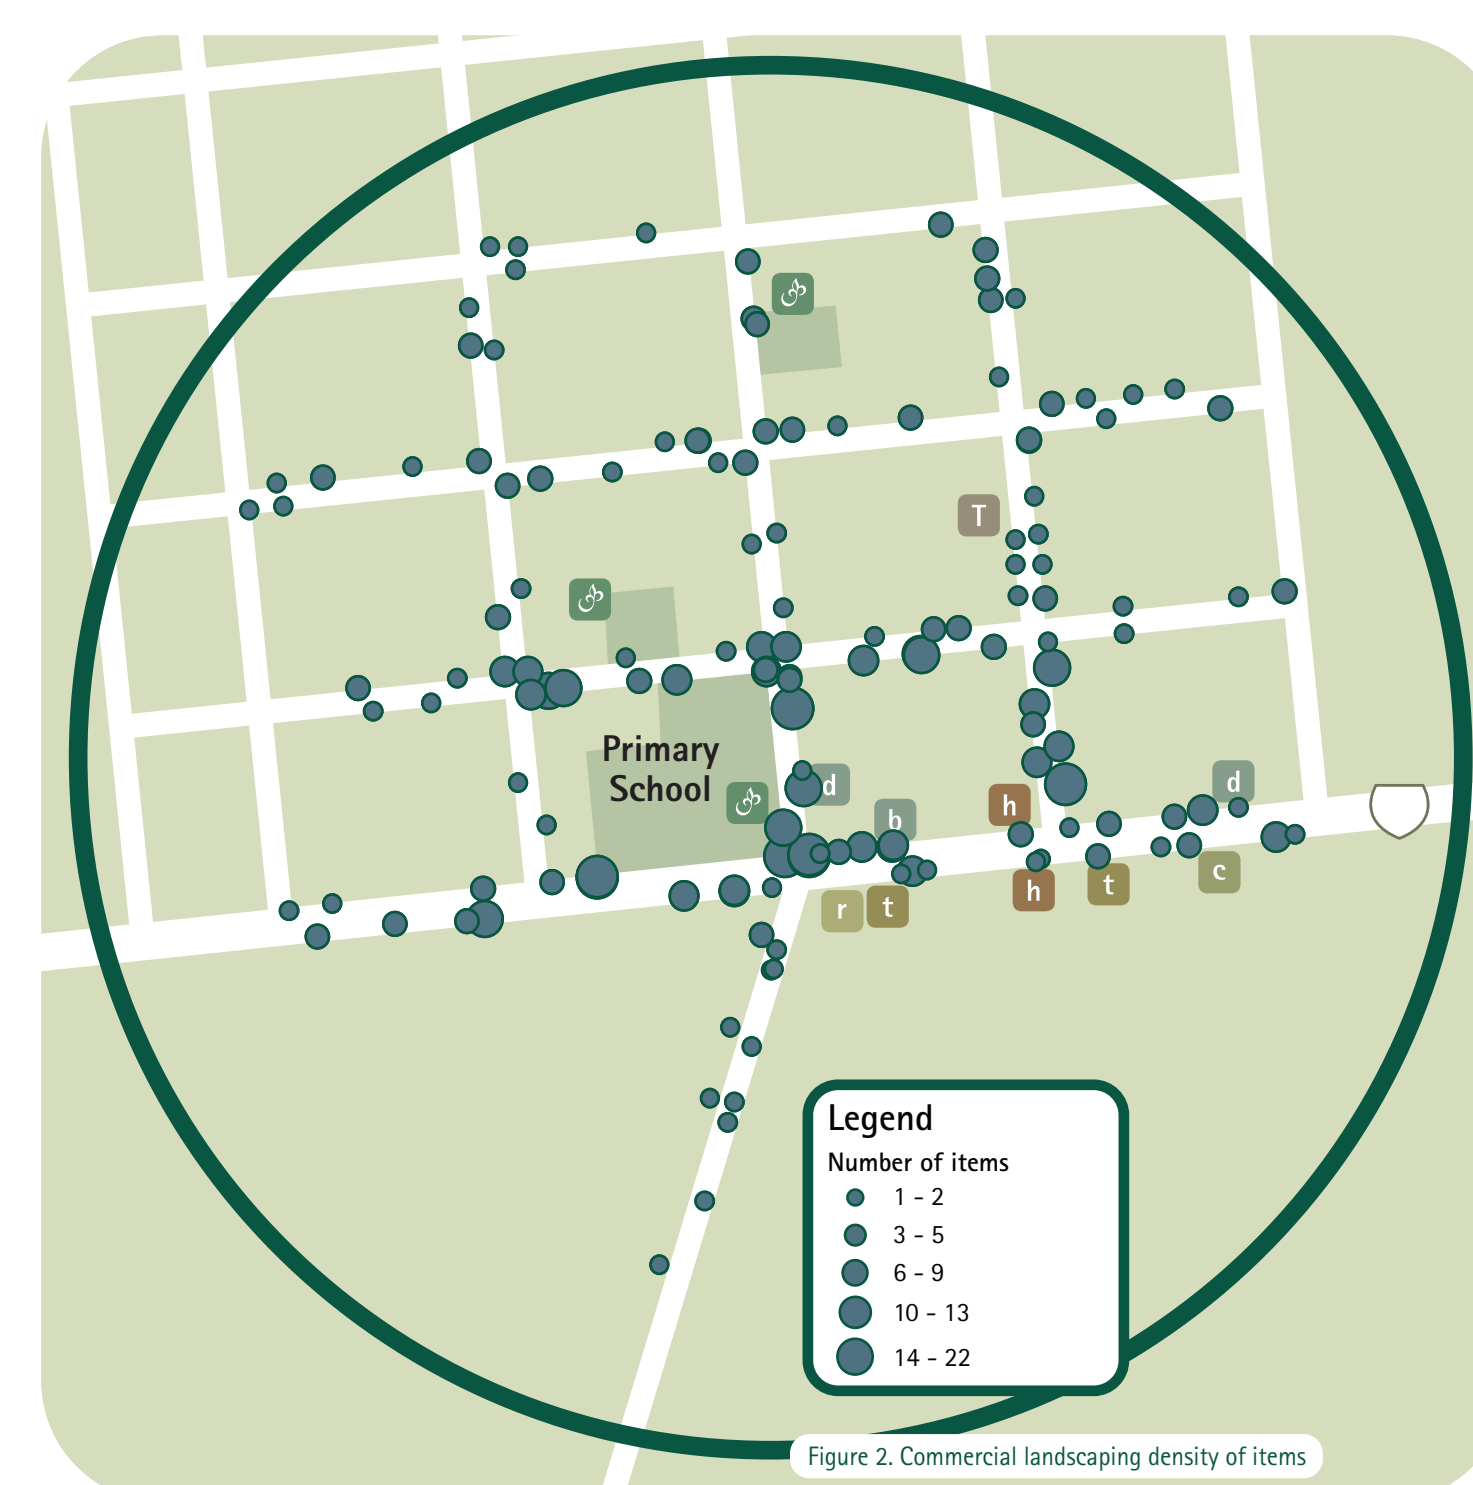 T
Primary
School
d
b
h
d
h
t
c
r
t
Legend
Number of items
1 - 2
3 - 5
6 - 9
10 - 13
14 - 22
Figure 2. Commercial landscaping density of items